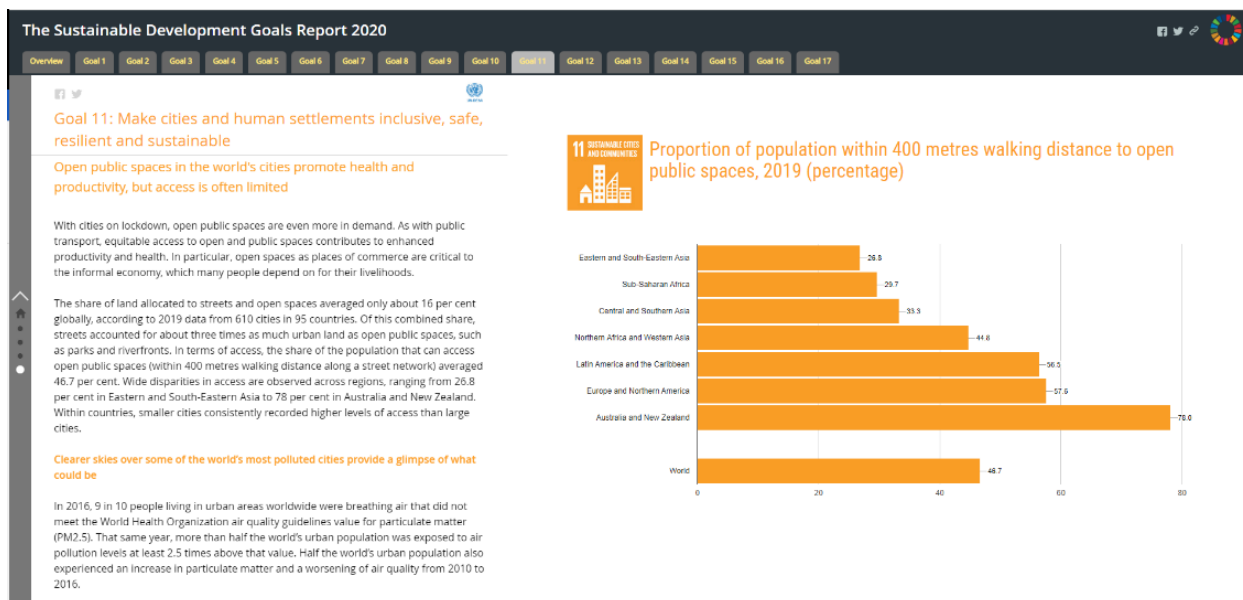 The Sustainable Development Goals Report 2020
Overview
Goal 1
Goal 2
Goal 3
Goal 4
Goal 5
Goal 6
Goal 7
Goal 8
Goal 9
Goal 10
Goal 11
Goal 12
Goal 13
Goal 14
Goal 15
Goal 16
Goal 17
Goal 11: Make cities and human settlements inclusive, safe,
resilient and sustainable
Open public spaces in the world's cities promote health and
productivity, but access is often limited
With cities on lockdown, open public spaces are even more in demand. As with public
transport, equitable access to open and public spaces contributes to enhanced
productivity and health. In particular, open spaces as places of commerce are critical to
the informal economy, which many people depend on for their livelihoods.
The share of land allocated to streets and open spaces averaged only about 16 per cent
globally, according to 2019 data from 610 cities in 95 countries. Of this combined share,
streets accounted for about three times as much urban land as open public spaces, such
as parks and riverfronts. In terms of access, the share of the population that can access
open public spaces (within 400 metres walking distance along a street network) averaged
46.7 per cent. Wide disparities in access are observed across regions, ranging from 26.8
per cent in Eastern and South-Eastern Asia to 78 per cent in Australia and New Zealand.
Within countries, smaller cities consistently recorded higher levels of access than large
cities.
Clearer skies over some of the world's most polluted cities provide a glimpse of what
could be
In 2016, 9 in 10 people living in urban areas worldwide were breathing air that did not
meet the World Health Organization air quality guidelines value for particulate matter
(PM2.5). That same year, more than half the world's urban population was exposed to air
pollution levels at least 2.5 times above that value. Half the world's urban population also
experienced an increase in particulate matter and a worsening of air quality from 2010 to
2016.
11 SUSTAINABLE CITIES
AND COMMUNITIES
Proportion of population within 400 metres walking distance to open
public spaces, 2019 (percentage)
Eastern and South-Eastern Asia 26.8
Sub-Saharan Africa 29.7
Central and Southern Asia 33.3
Northern Africa and Western Asia 44.8
Latin America and the Caribbean 56.5
Europe and Northern America 57.6
Australia and New Zealand 78.0
World 46.7
0 20 40 60 80